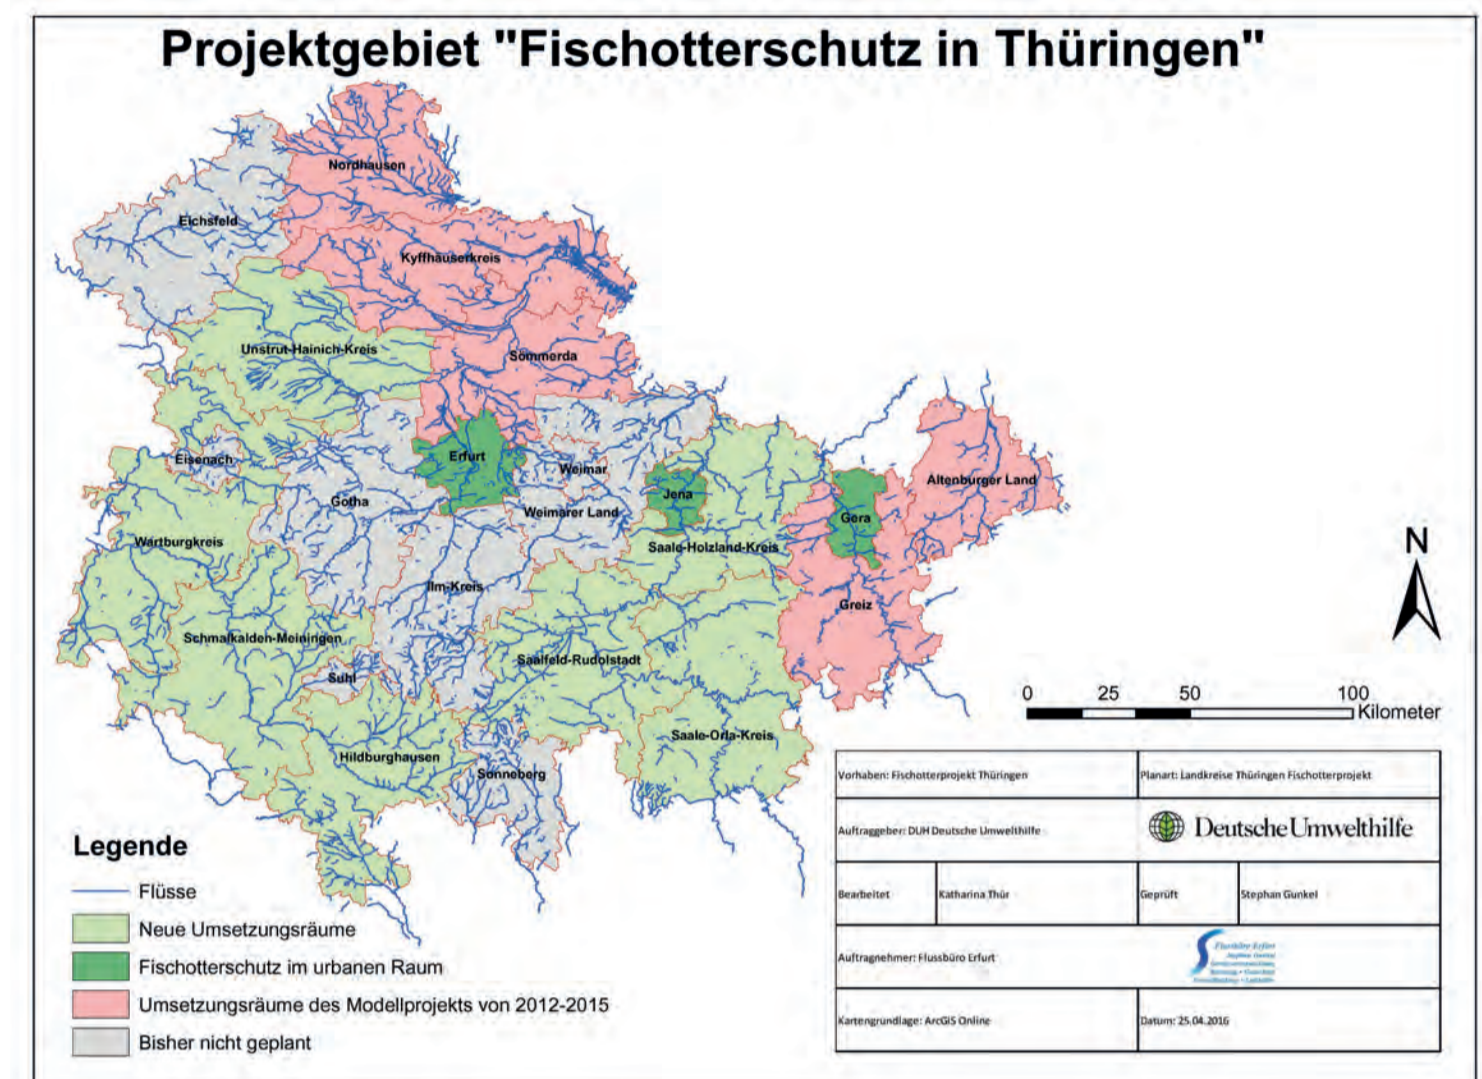 Projektgebiet "Fischotterschutz in Thüringen"
Nordhausen
Eichsfeld
Kyffhäuserkreis
Unstrut-Hainich-Kreis
Sömmerda
Eisenach
Erfurt
Weimar
Altenburger Land
Gotha
Jena
Weimarer Land
Gera
Wartburgkreis
Saale-Holzland-Kreis
Ilm-Kreis
Greiz
Schmalkalden-Meiningen
Saalfeld-Rudolstadt
Suhl
Saale-Orla-Kreis
Hildburghausen
Sonneberg
N
0 25 50 100
Kilometer
Legende
Flüsse
Neue Umsetzungsräume
Fischotterschutz im urbanen Raum
Umsetzungsräume des Modellprojekts von 2012-2015
Bisher nicht geplant
Vorhaben: Fischotterprojekt Thüringen
Planart: Landkreise Thüringen Fischotterprojekt
Auftraggeber: DUH Deutsche Umwelthilfe
Deutsche Umwelthilfe
Bearbeitet
Katharina Thür
Geprüft
Stephan Gunkel
Auftragnehmer: Flussbüro Erfurt
Flussbüro Erfurt
Stephan Gunkel
Kartengrundlage: ArcGIS Online
Datum: 25.04.2016